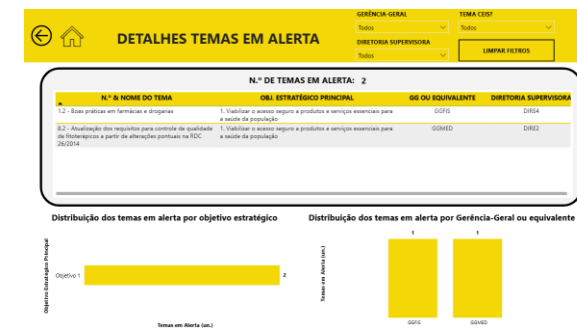 GERÊNCIA-GERAL
TEMA CEIS?
Todos
Todos
DETALHES TEMAS EM ALERTA
DIRETORIA SUPERVISORA
Todos
LIMPAR FILTROS
N.º DE TEMAS EM ALERTA: 2
N.º & NOME DO TEMA
OBJ. ESTRATÉGICO PRINCIPAL
GG OU EQUIVALENTE
DIRETORIA SUPERVISORA
1.2 - Boas práticas em farmácias e drogarias
1. Viabilizar o acesso seguro a produtos e serviços essenciais para
a saúde da população
GGFIS
DIRE4
8.2 - Atualização dos requisitos para controle de qualidade
de fitoterápicos a partir de alterações pontuais na RDC
26/2014
1. Viabilizar o acesso seguro a produtos e serviços essenciais para
a saúde da população
GGMED
DIRE2
Distribuição dos temas em alerta por objetivo estratégico
Objetivo Estratégico Principal
Objetivo 1
2
Temas em Alerta (un.)
Distribuição dos temas em alerta por Gerência-Geral ou equivalente
Temas em Alerta (un.)
1
1
GGFIS
GGMED